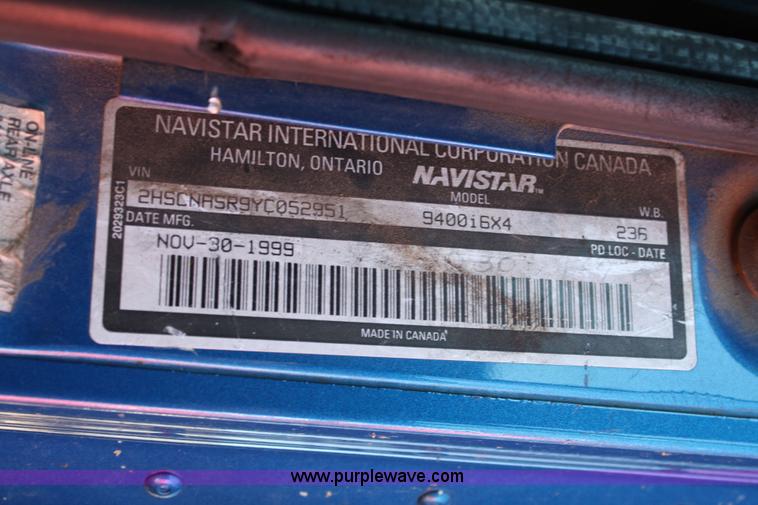 ON-LINE
REAR AXLE
2029323C1
NAVISTAR INTERNATIONAL CORPORATION CANADA
HAMILTON, ONTARIO
NAVISTAR™
VIN MODEL W.B.
2HSCNASR9YC052951 9400i6X4 236
DATE MFG PD LOC - DATE
NOV-30-1999
MADE IN CANADA
www.purplewave.com